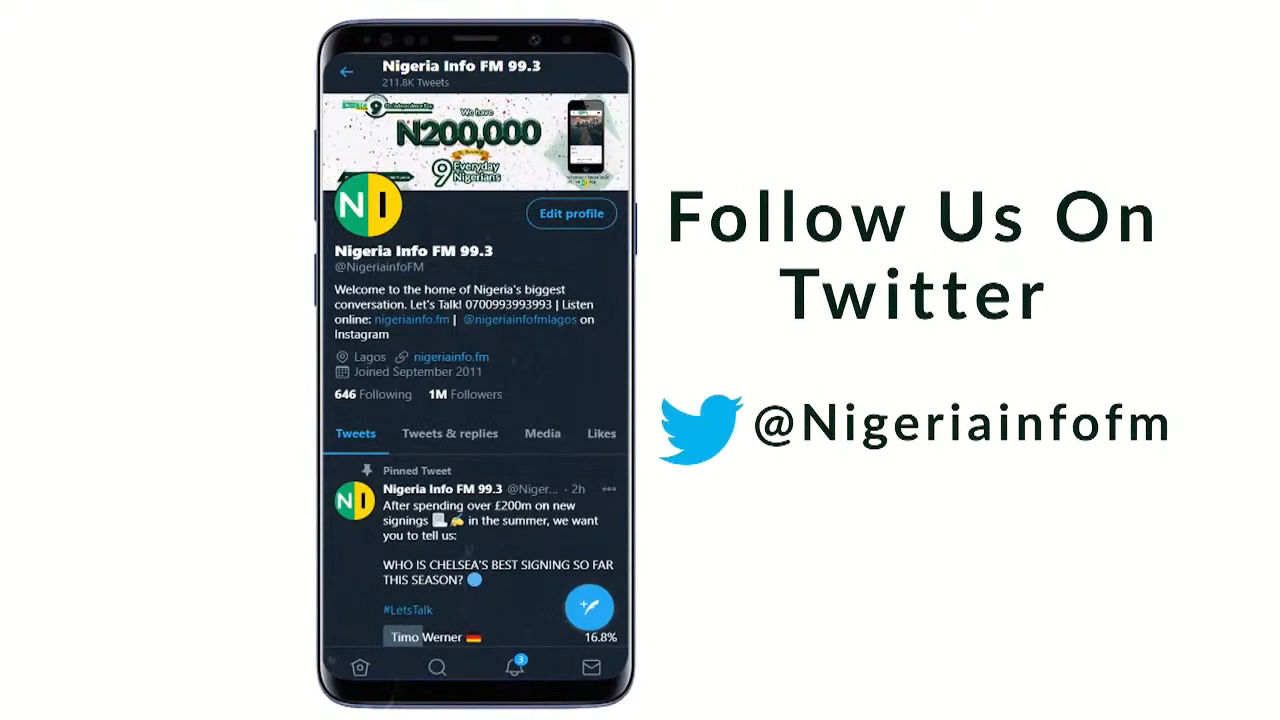 Nigeria Info FM 99.3
211.8K Tweets
We have
N200,000
9 Everyday
Nigerians
NI
Edit profile
Nigeria Info FM 99.3
@NigeriainfoFM
Welcome to the home of Nigeria's biggest
conversation. Let's Talk! 0700993993993 | Listen
online: nigeriainfo.fm | @nigeriainfofmlagos on
Instagram
Lagos nigeriainfo.fm
Joined September 2011
646 Following 1M Followers
Tweets Tweets & replies Media Likes
Pinned Tweet
NI
Nigeria Info FM 99.3 @Niger... · 2h
After spending over £200m on new
signings 📃✍️ in the summer, we want
you to tell us:
WHO IS CHELSEA'S BEST SIGNING SO FAR
THIS SEASON? 🔵
#LetsTalk
Timo Werner 🇩🇪 16.8%
3
Follow Us On
Twitter
@Nigeriainfofm